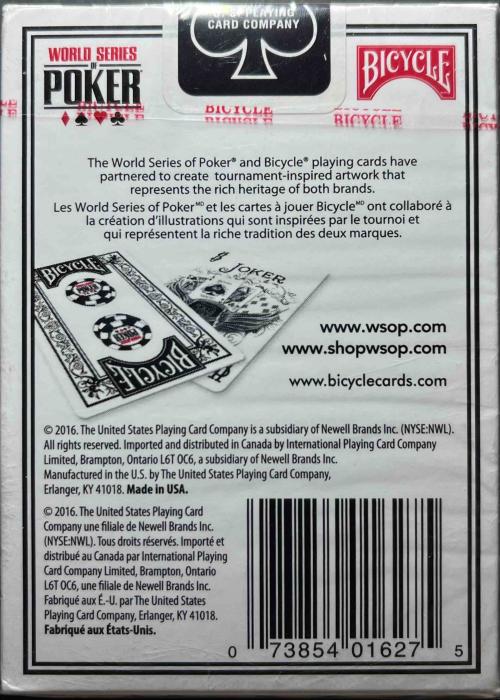 U.S. PLAYING
CARD COMPANY
WORLD SERIES
OF
POKER
BICYCLE
BICYCLE
BICYCLE
BICYCLE
The World Series of Poker® and Bicycle® playing cards have
partnered to create tournament-inspired artwork that
represents the rich heritage of both brands.
Les World Series of Poker MD et les cartes à jouer Bicycle MD ont collaboré à
la création d'illustrations qui sont inspirées par le tournoi et
qui représentent la riche tradition des deux marques.
BICYCLE
JOKER
BICYCLE
www.wsop.com
www.shopwsop.com
www.bicyclecards.com
© 2016. The United States Playing Card Company is a subsidiary of Newell Brands Inc. (NYSE:NWL).
All rights reserved. Imported and distributed in Canada by International Playing Card Company
Limited, Brampton, Ontario L6T OC6, a subsidiary of Newell Brands Inc.
Manufactured in the U.S. by The United States Playing Card Company,
Erlanger, KY 41018. Made in USA.
© 2016. The United States Playing Card
Company une filiale de Newell Brands Inc.
(NYSE:NWL). Tous droits réservés. Importé et
distribué au Canada par International Playing
Card Company Limited, Brampton, Ontario
L6T OC6, une filiale de Newell Brands Inc.
Fabriqué aux É.-U. par The United States
Playing Card Company, Erlanger, KY 41018.
Fabriqué aux États-Unis.
0 73854 01627 5